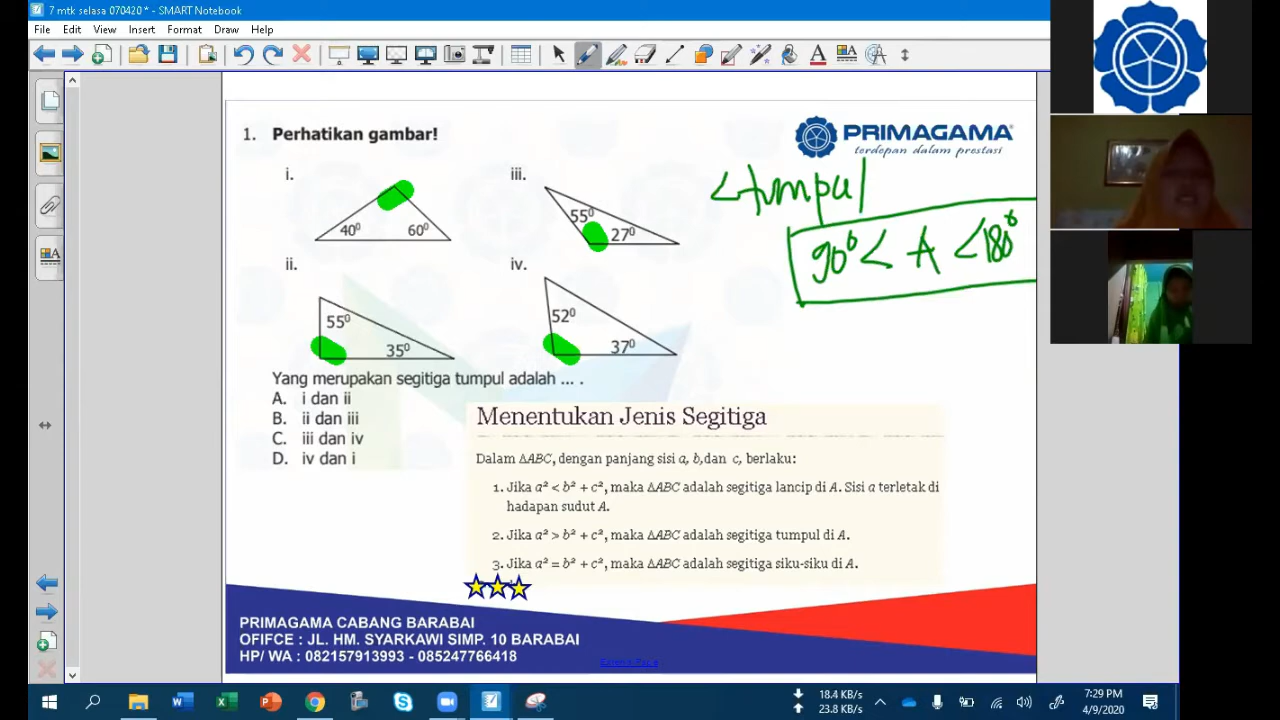 7 mtk selasa 070420 * - SMART Notebook
File Edit View Insert Format Draw Help
1. Perhatikan gambar!
PRIMAGAMA
terdepan dalam prestasi
i.
40⁰ 60⁰
iii.
55⁰
27⁰
<tumpul
90⁰ < A < 180⁰
ii.
55⁰
35⁰
iv.
52⁰
37⁰
Yang merupakan segitiga tumpul adalah ... .
A. i dan ii
B. ii dan iii
C. iii dan iv
D. iv dan i
Menentukan Jenis Segitiga
Dalam ΔABC, dengan panjang sisi a, b,dan c, berlaku:
1. Jika a² < b² + c², maka ΔABC adalah segitiga lancip di A. Sisi a terletak di
hadapan sudut A.
2. Jika a² > b² + c², maka ΔABC adalah segitiga tumpul di A.
3. Jika a² = b² + c², maka ΔABC adalah segitiga siku-siku di A.
PRIMAGAMA CABANG BARABAI
OFIFCE : JL. HM. SYARKAWI SIMP. 10 BARABAI
HP/ WA : 082157913993 - 085247766418
18.4 KB/s
23.8 KB/s
7:29 PM
4/9/2020